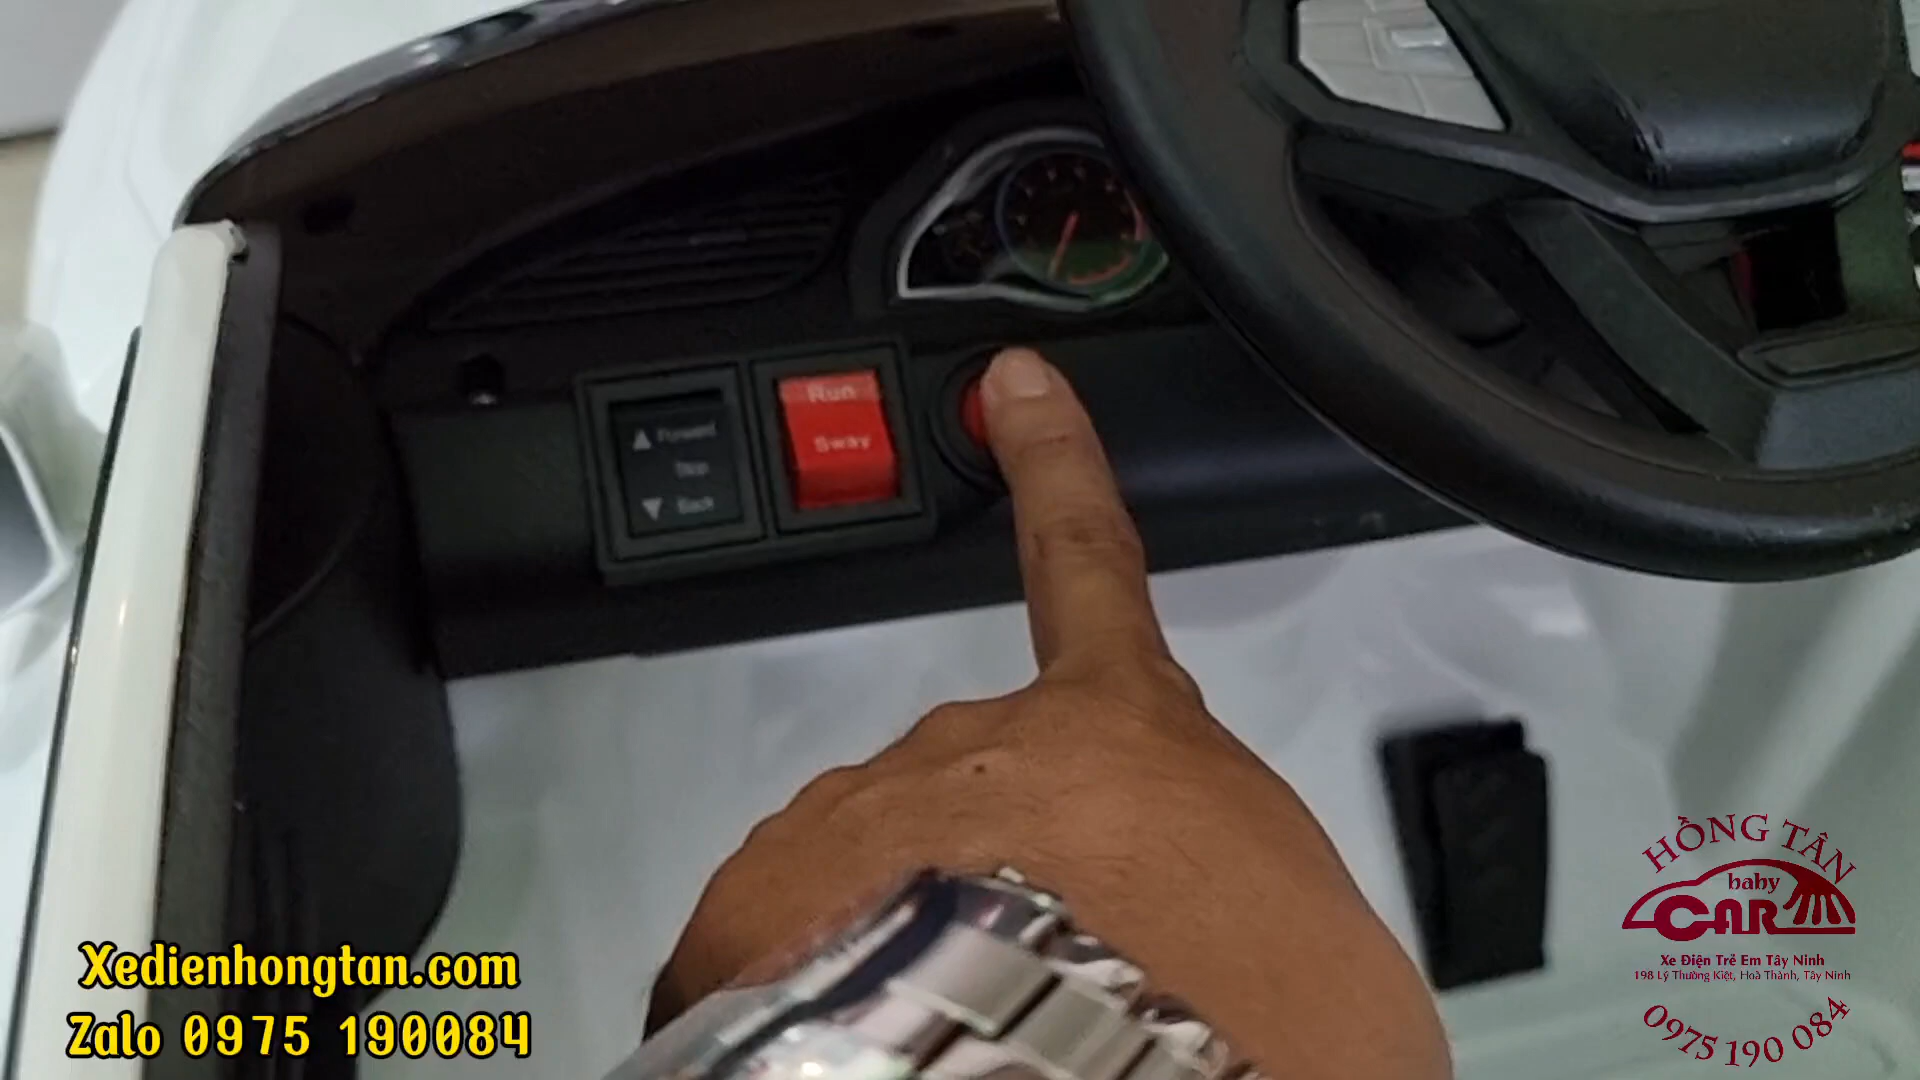 Run
Sway
Forward
Stop
Back
HỒNG TÂN
baby
CAR
Xe Điện Trẻ Em Tây Ninh
198 Lý Thường Kiệt, Hoà Thành, Tây Ninh
0975 190 084
Xedienhongtan.com
Zalo 0975 190084